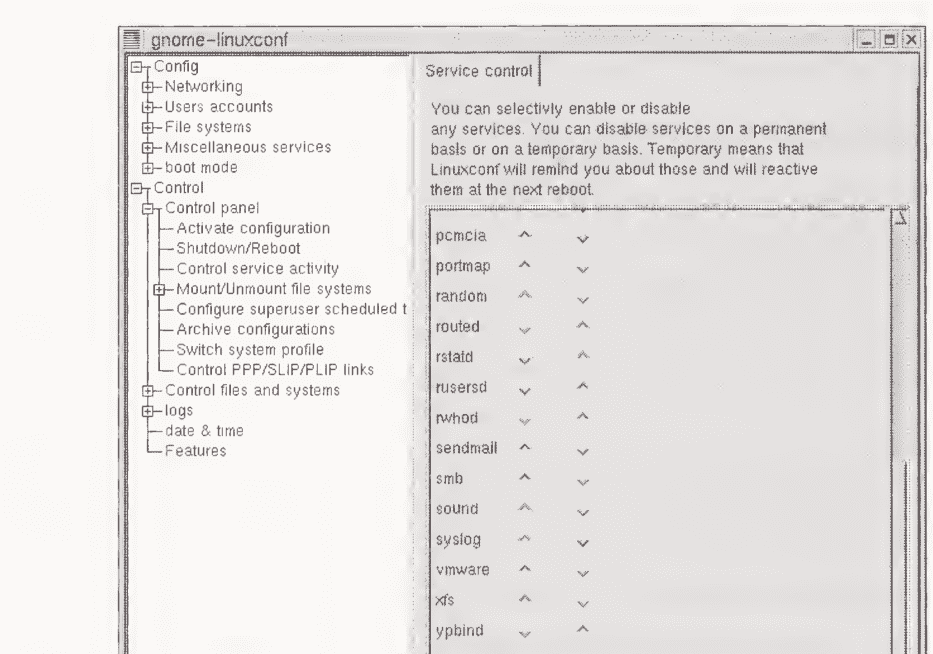 gnome-linuxconf
Config
Networking
Users accounts
File systems
Miscellaneous services
boot mode
Control
Control panel
Activate configuration
Shutdown/Reboot
Control service activity
Mount/Unmount file systems
Configure superuser scheduled t
Archive configurations
Switch system profile
Control PPP/SLIP/PLIP links
Control files and systems
logs
date & time
Features
Service control
You can selectivly enable or disable
any services. You can disable services on a permanent
basis or on a temporary basis. Temporary means that
Linuxconf will remind you about those and will reactive
them at the next reboot.
pcmcia
portmap
random
routed
rstatd
rusersd
rwhod
sendmail
smb
sound
syslog
vmware
xfs
ypbind